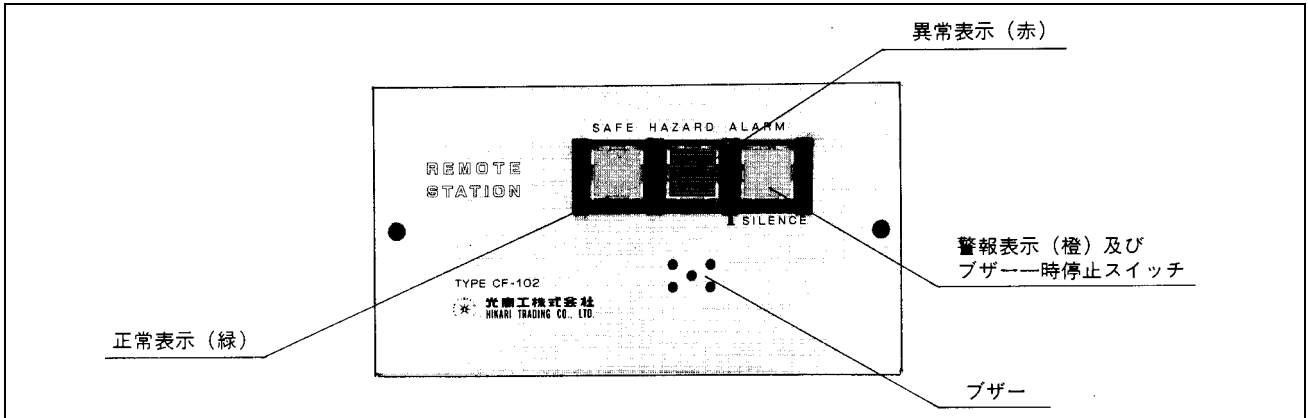 異常表示（赤）
SAFE HAZARD ALARM
REMOTE
STATION
SILENCE
警報表示（橙）及び
ブザー一時停止スイッチ
TYPE CF-102
光商工株式会社
HIKARI TRADING CO., LTD.
正常表示（緑）
ブザー